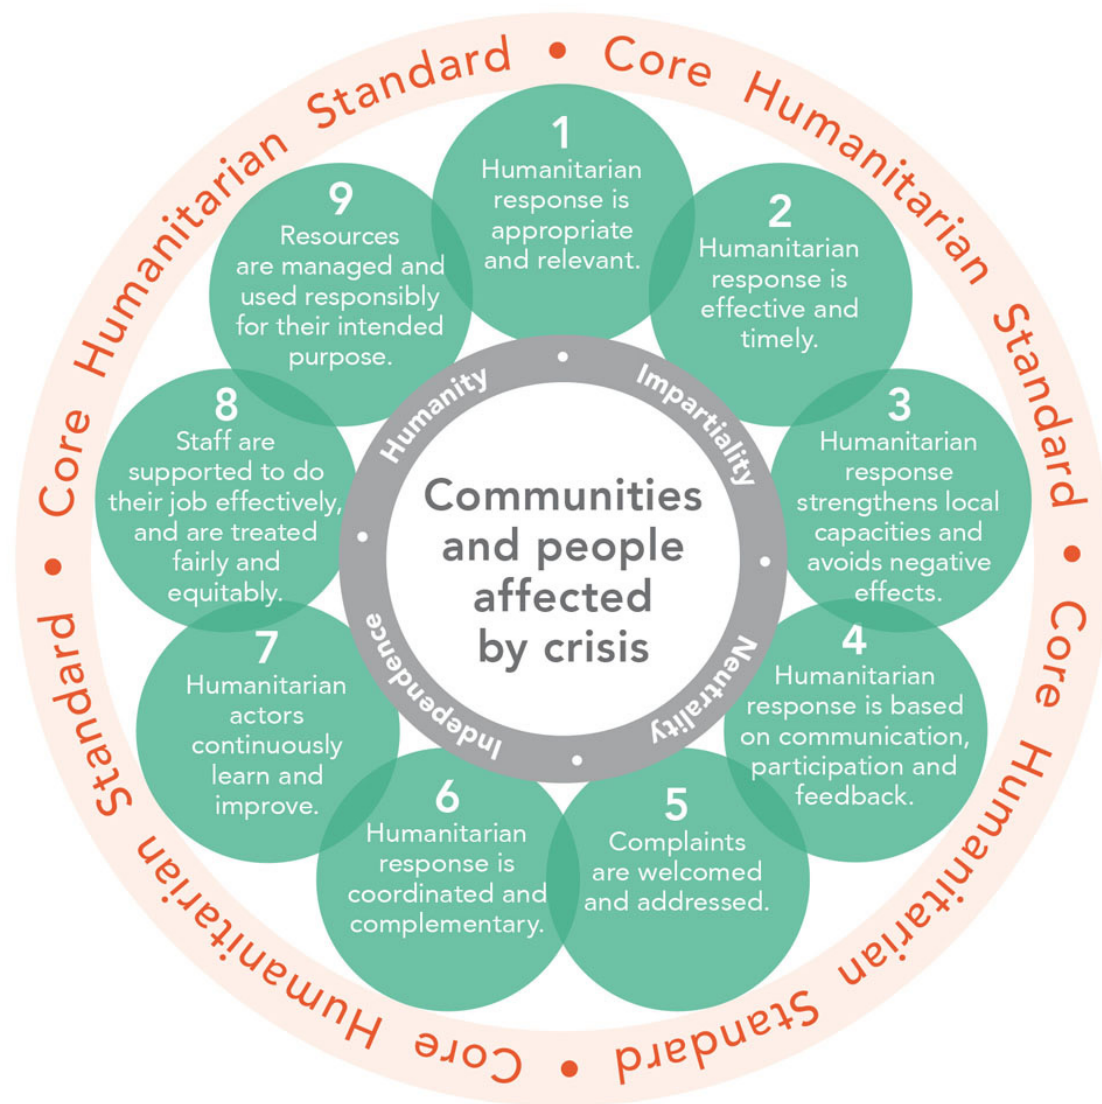 Core Humanitarian Standard • Core Humanitarian Standard • Core Humanitarian Standard • Core Humanitarian Standard •
1
Humanitarian
response is
appropriate
and relevant.
2
Humanitarian
response is
effective and
timely.
3
Humanitarian
response
strengthens local
capacities and
avoids negative
effects.
4
Humanitarian
response is based
on communication,
participation and
feedback.
5
Complaints
are welcomed
and addressed.
6
Humanitarian
response is
coordinated and
complementary.
7
Humanitarian
actors
continuously
learn and
improve.
8
Staff are
supported to do
their job effectively,
and are treated
fairly and
equitably.
9
Resources
are managed and
used responsibly
for their intended
purpose.
Humanity • Impartiality • Neutrality • Independence •
Communities
and people
affected
by crisis